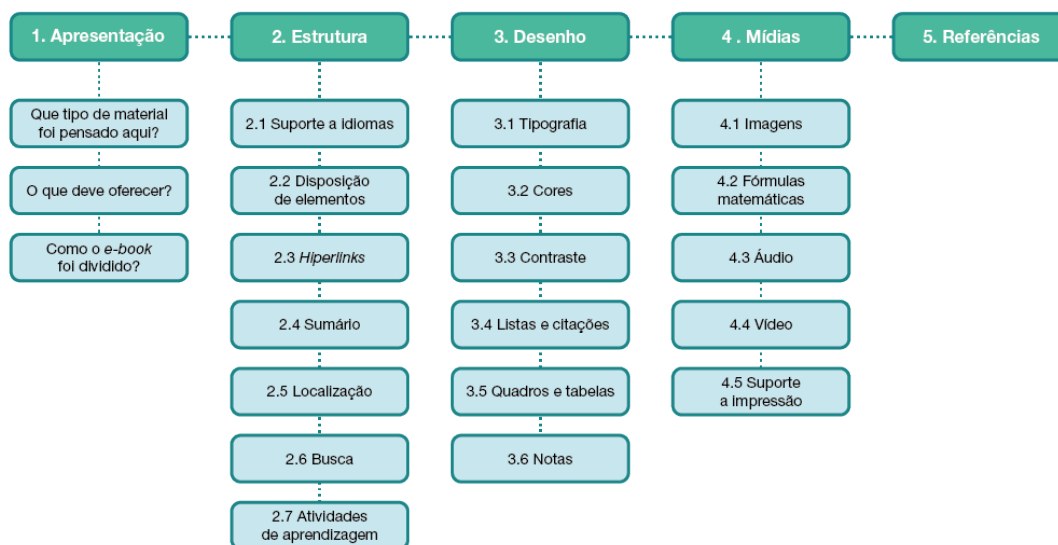 1. Apresentação
2. Estrutura
3. Desenho
4 . Mídias
5. Referências
Que tipo de material
foi pensado aqui?
O que deve oferecer?
Como o e-book
foi dividido?
2.1 Suporte a idiomas
2.2 Disposição
de elementos
2.3 Hiperlinks
2.4 Sumário
2.5 Localização
2.6 Busca
2.7 Atividades
de aprendizagem
3.1 Tipografia
3.2 Cores
3.3 Contraste
3.4 Listas e citações
3.5 Quadros e tabelas
3.6 Notas
4.1 Imagens
4.2 Fórmulas
matemáticas
4.3 Áudio
4.4 Vídeo
4.5 Suporte
a impressão